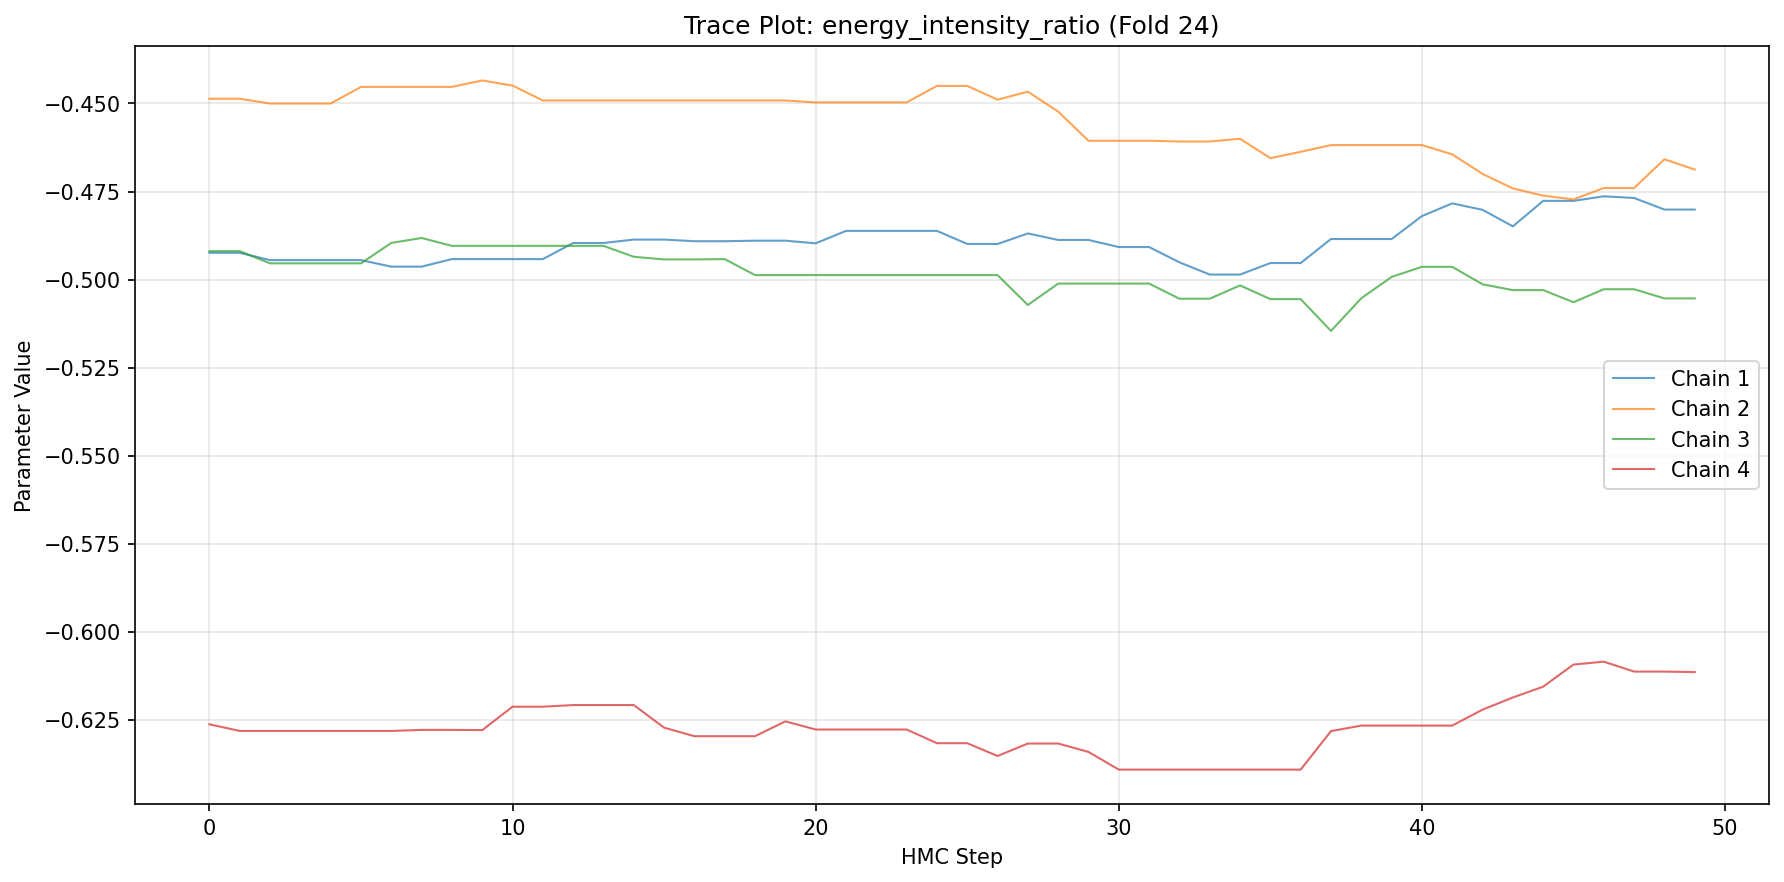 Trace Plot: energy_intensity_ratio (Fold 24)
Parameter Value
−0.450
−0.475
−0.500
−0.525
−0.550
−0.575
−0.600
−0.625
Chain 1
Chain 2
Chain 3
Chain 4
0 10 20 30 40 50
HMC Step